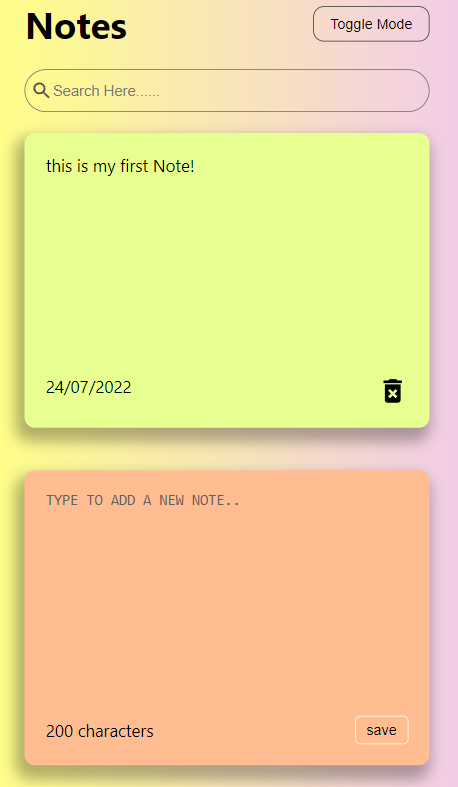 Notes
Toggle Mode
Search Here......
this is my first Note!
24/07/2022
TYPE TO ADD A NEW NOTE..
200 characters
save